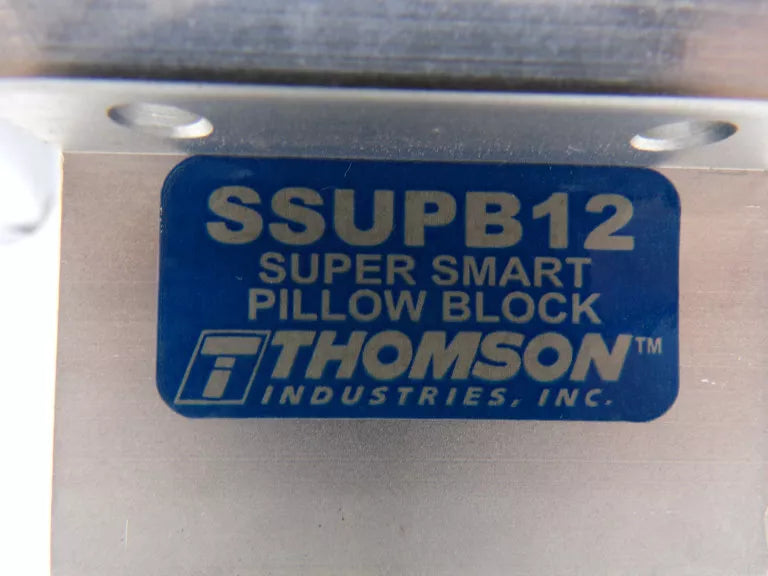 SSUPB12
SUPER SMART
PILLOW BLOCK
THOMSON™
INDUSTRIES, INC.